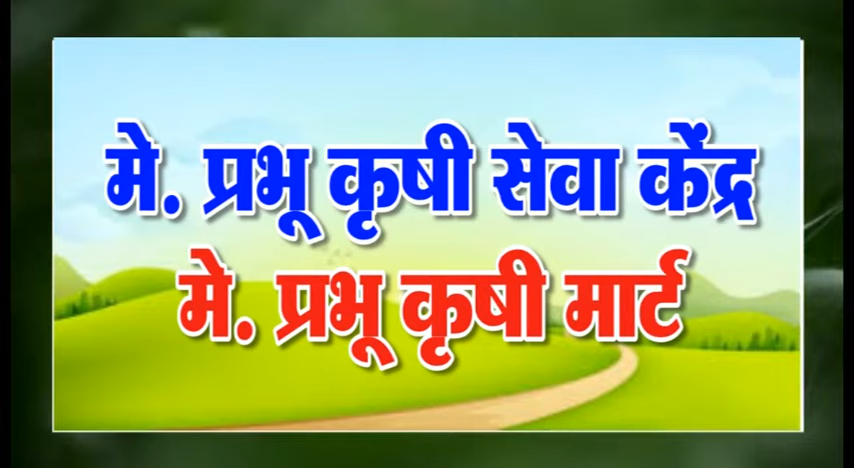 मे. प्रभू कृषी सेवा केंद्र
मे. प्रभू कृषी मार्ट